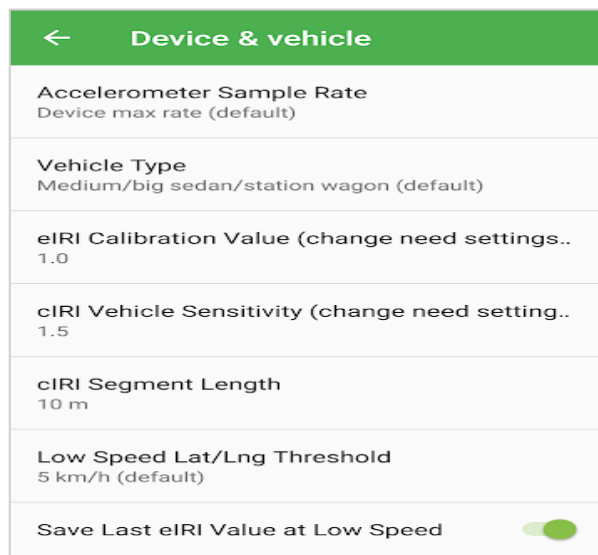 Device & vehicle
Accelerometer Sample Rate
Device max rate (default)
Vehicle Type
Medium/big sedan/station wagon (default)
eIRI Calibration Value (change need settings..
1.0
cIRI Vehicle Sensitivity (change need setting..
1.5
cIRI Segment Length
10 m
Low Speed Lat/Lng Threshold
5 km/h (default)
Save Last eIRI Value at Low Speed